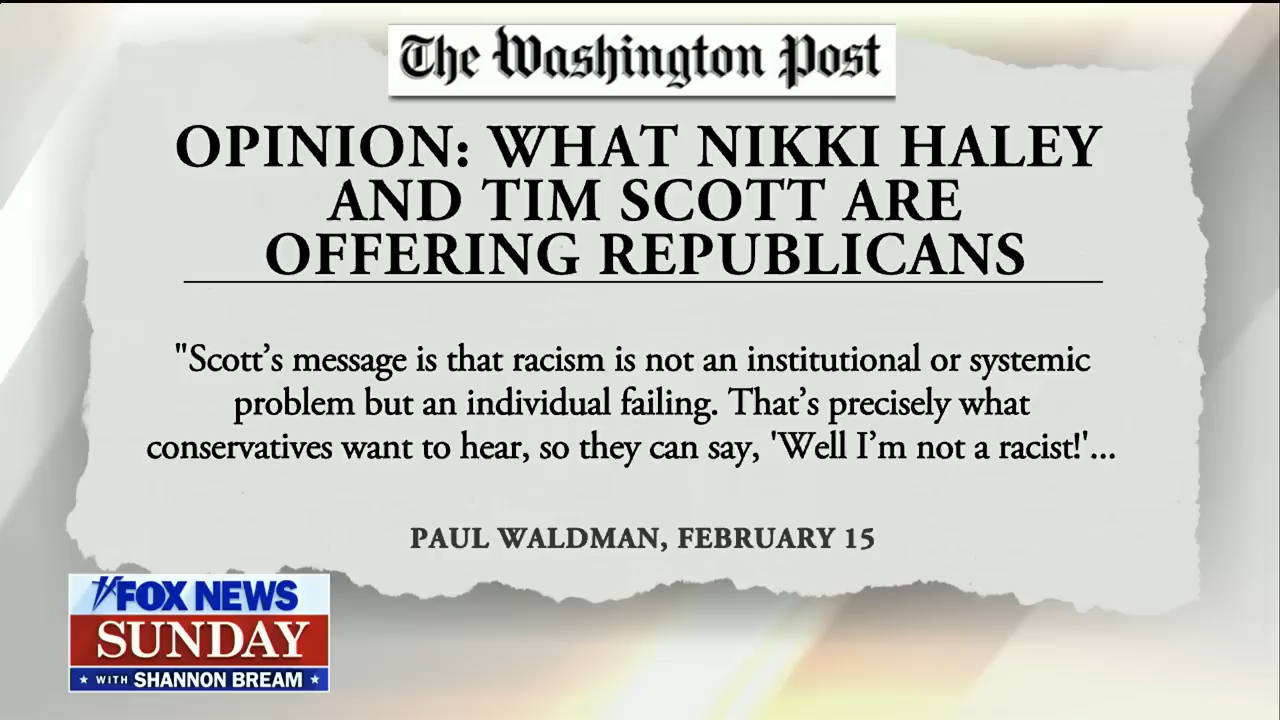 The Washington Post
OPINION: WHAT NIKKI HALEY
AND TIM SCOTT ARE
OFFERING REPUBLICANS
"Scott’s message is that racism is not an institutional or systemic
problem but an individual failing. That’s precisely what
conservatives want to hear, so they can say, 'Well I’m not a racist!'...
PAUL WALDMAN, FEBRUARY 15
FOX NEWS
SUNDAY
★ WITH SHANNON BREAM ★